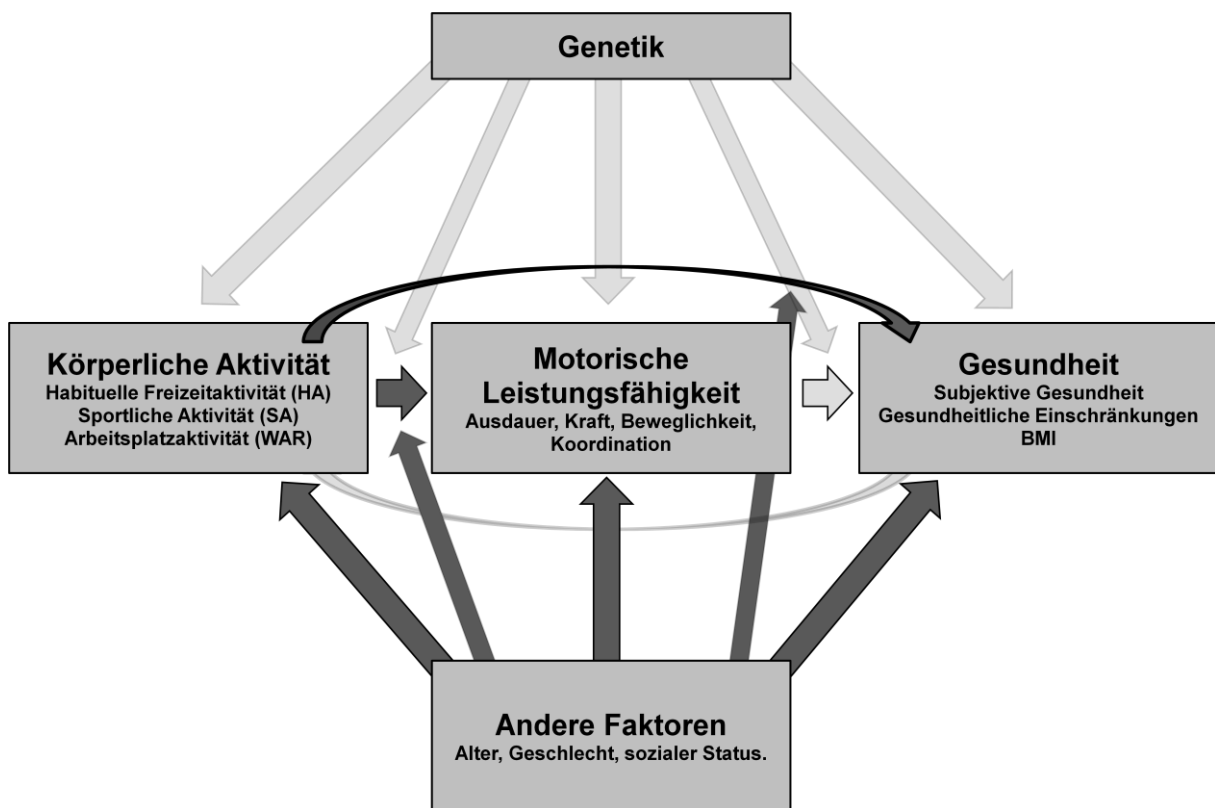 Genetik
Körperliche Aktivität
Habituelle Freizeitaktivität (HA)
Sportliche Aktivität (SA)
Arbeitsplatzaktivität (WAR)
Motorische
Leistungsfähigkeit
Ausdauer, Kraft, Beweglichkeit,
Koordination
Gesundheit
Subjektive Gesundheit
Gesundheitliche Einschränkungen
BMI
Andere Faktoren
Alter, Geschlecht, sozialer Status.